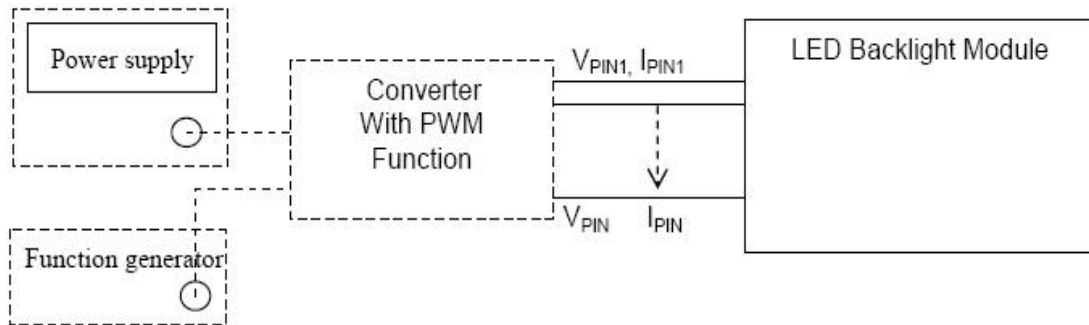 Power supply
Function generator
Converter
With PWM
Function
VPIN1, IPIN1
VPIN IPIN
LED Backlight Module